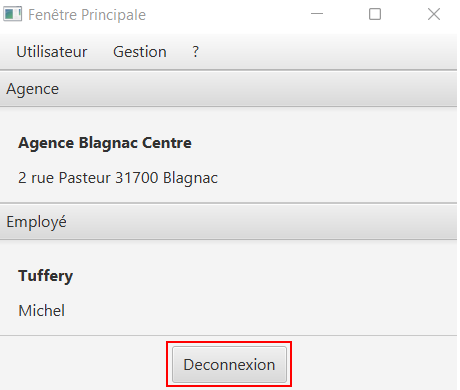 Fenêtre Principale
Utilisateur Gestion ?
Agence
Agence Blagnac Centre
2 rue Pasteur 31700 Blagnac
Employé
Tuffery
Michel
Deconnexion